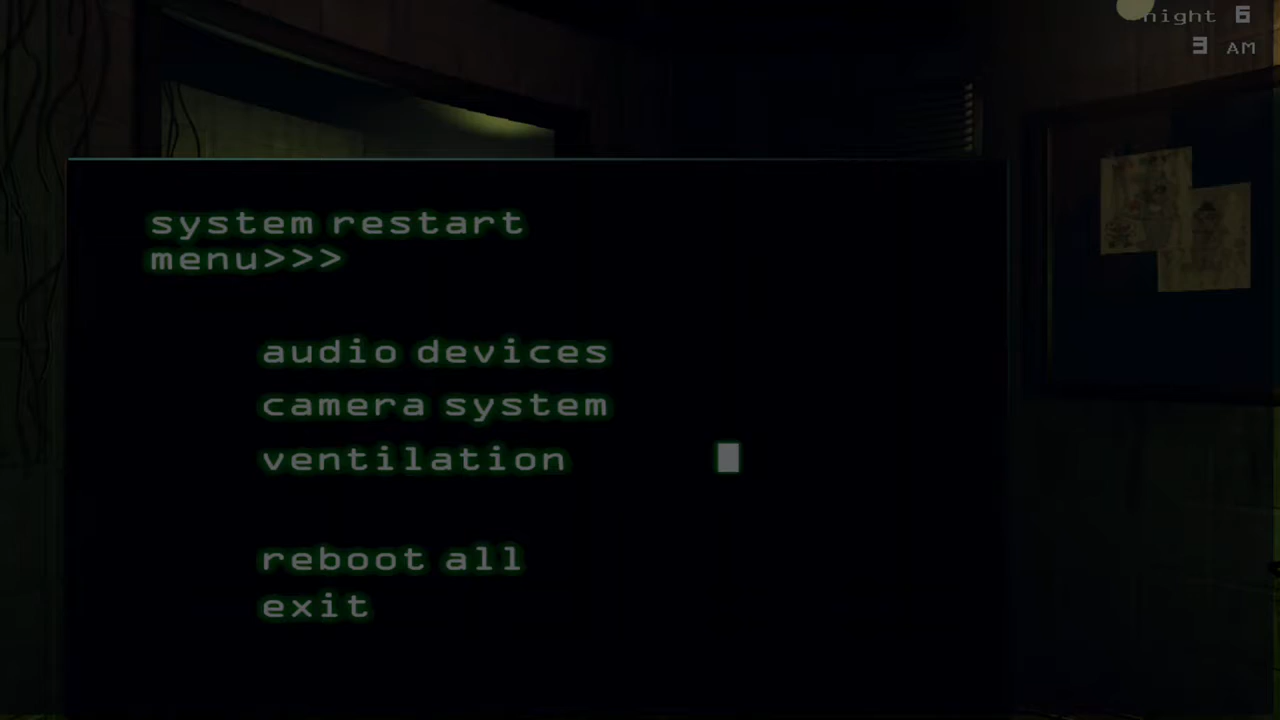 night 6
3 AM
system restart
menu>>>
audio devices
camera system
ventilation
reboot all
exit